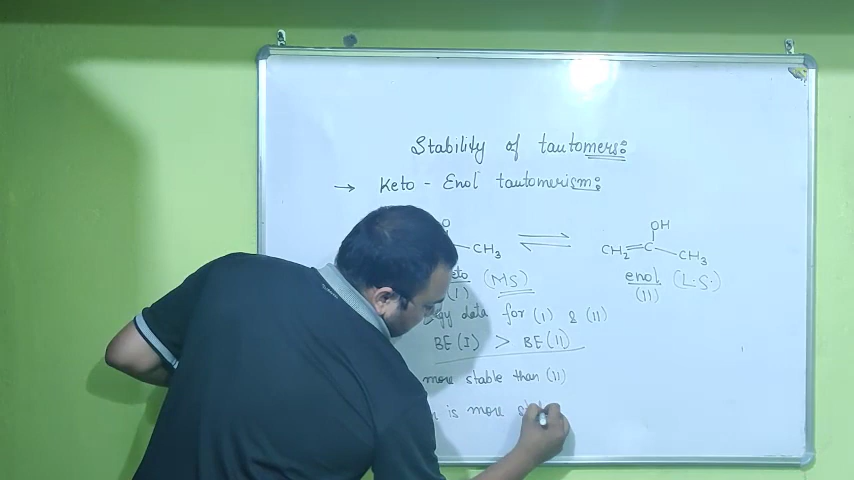 Stability of tautomers:
→ Keto - Enol tautomerism:
O OH
CH3 ⇌ CH2=C-CH3
(MS) enol (L.S.)
(I) (II)
data for (I) & (II)
BE(I) > BE(II)
more stable than (II)
is more